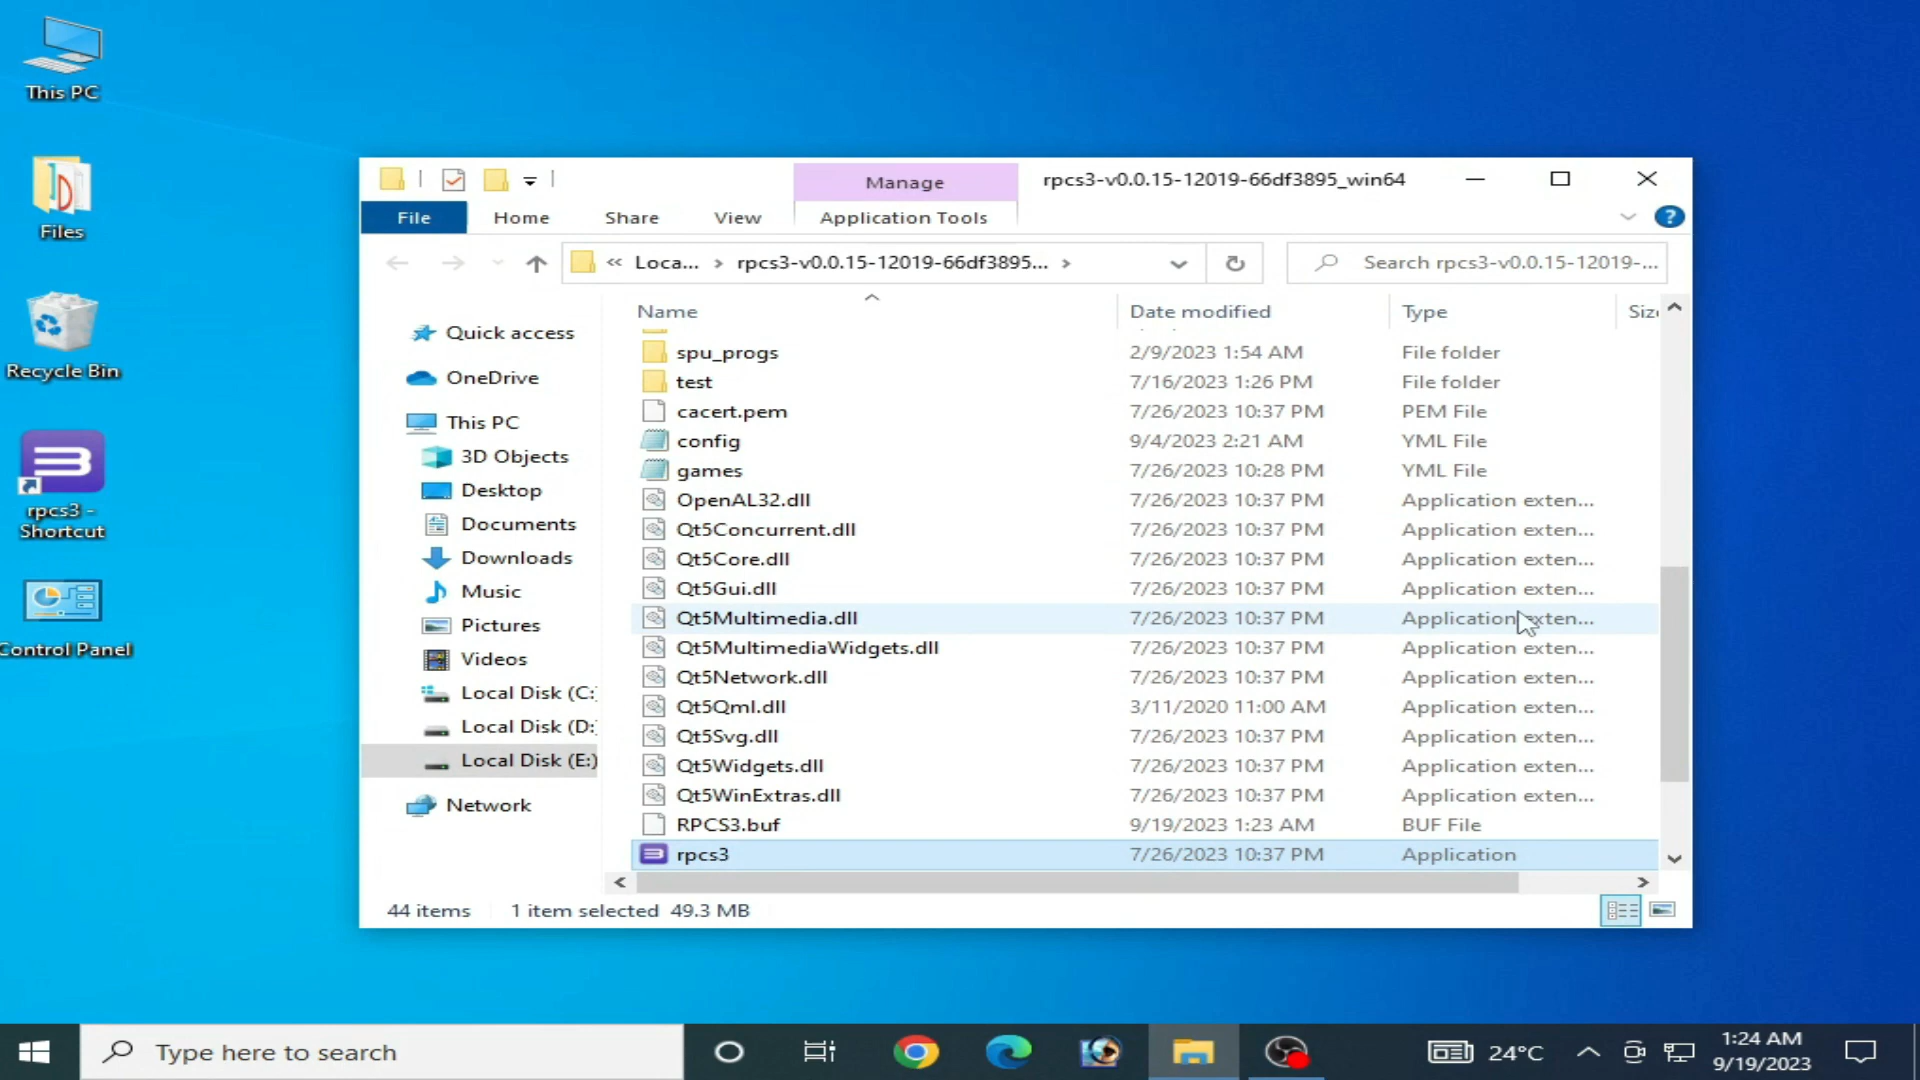 This PC
Files
Recycle Bin
rpcs3 -
Shortcut
Control Panel
Manage
rpcs3-v0.0.15-12019-66df3895_win64
File
Home
Share
View
Application Tools
?
« Loca... › rpcs3-v0.0.15-12019-66df3895... ›
Search rpcs3-v0.0.15-12019-...
Quick access
OneDrive
This PC
3D Objects
Desktop
Documents
Downloads
Music
Pictures
Videos
Local Disk (C:
Local Disk (D:
Local Disk (E:)
Network
Name Date modified Type Siz
spu_progs 2/9/2023 1:54 AM File folder
test 7/16/2023 1:26 PM File folder
cacert.pem 7/26/2023 10:37 PM PEM File
config 9/4/2023 2:21 AM YML File
games 7/26/2023 10:28 PM YML File
OpenAL32.dll 7/26/2023 10:37 PM Application exten...
Qt5Concurrent.dll 7/26/2023 10:37 PM Application exten...
Qt5Core.dll 7/26/2023 10:37 PM Application exten...
Qt5Gui.dll 7/26/2023 10:37 PM Application exten...
Qt5Multimedia.dll 7/26/2023 10:37 PM Application exten...
Qt5MultimediaWidgets.dll 7/26/2023 10:37 PM Application exten...
Qt5Network.dll 7/26/2023 10:37 PM Application exten...
Qt5Qml.dll 3/11/2020 11:00 AM Application exten...
Qt5Svg.dll 7/26/2023 10:37 PM Application exten...
Qt5Widgets.dll 7/26/2023 10:37 PM Application exten...
Qt5WinExtras.dll 7/26/2023 10:37 PM Application exten...
RPCS3.buf 9/19/2023 1:23 AM BUF File
rpcs3 7/26/2023 10:37 PM Application
44 items 1 item selected 49.3 MB
Type here to search
24°C
1:24 AM
9/19/2023